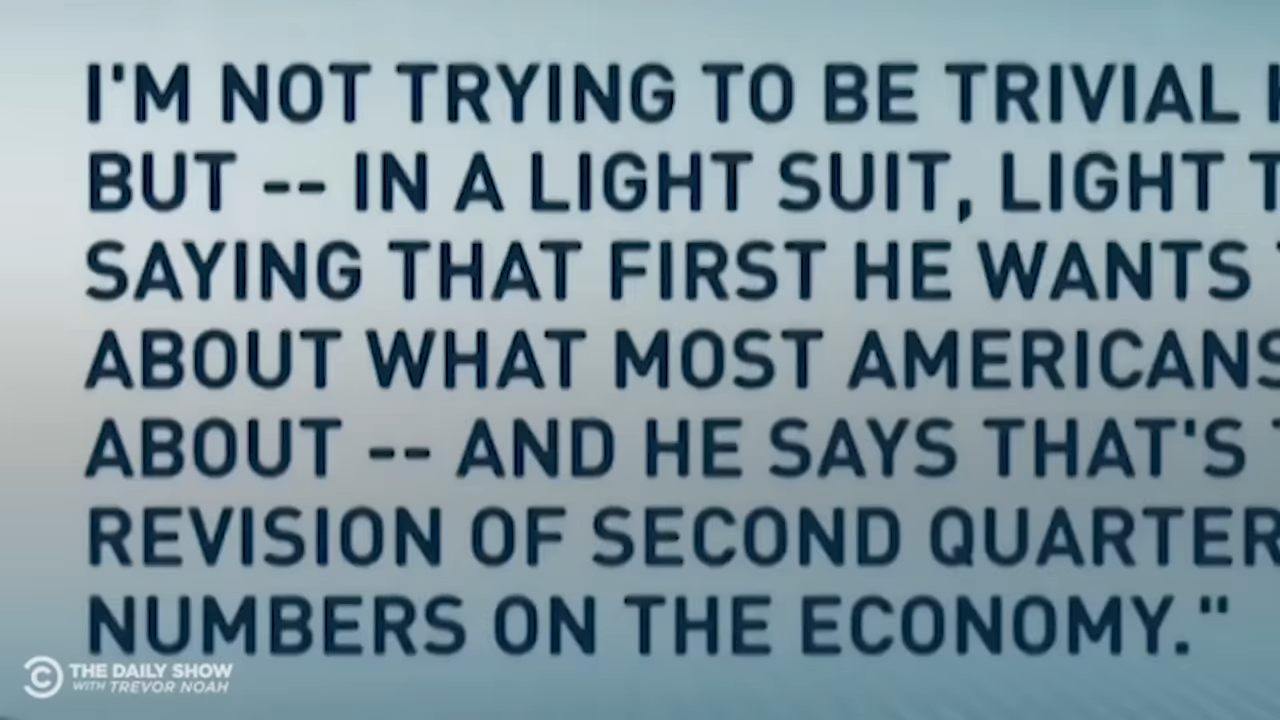 I'M NOT TRYING TO BE TRIVIAL
BUT -- IN A LIGHT SUIT, LIGHT
SAYING THAT FIRST HE WANTS
ABOUT WHAT MOST AMERICANS
ABOUT -- AND HE SAYS THAT'S
REVISION OF SECOND QUARTER
NUMBERS ON THE ECONOMY."
THE DAILY SHOW
WITH TREVOR NOAH